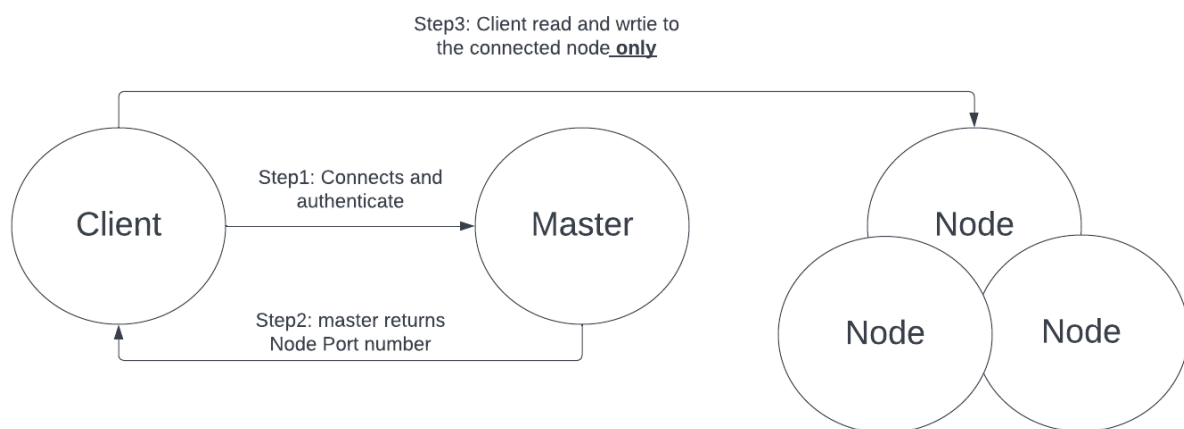 Step3: Client read and wrtie to
the connected node only
Step1: Connects and
authenticate
Client
Master
Node
Step2: master returns
Node Port number
Node
Node